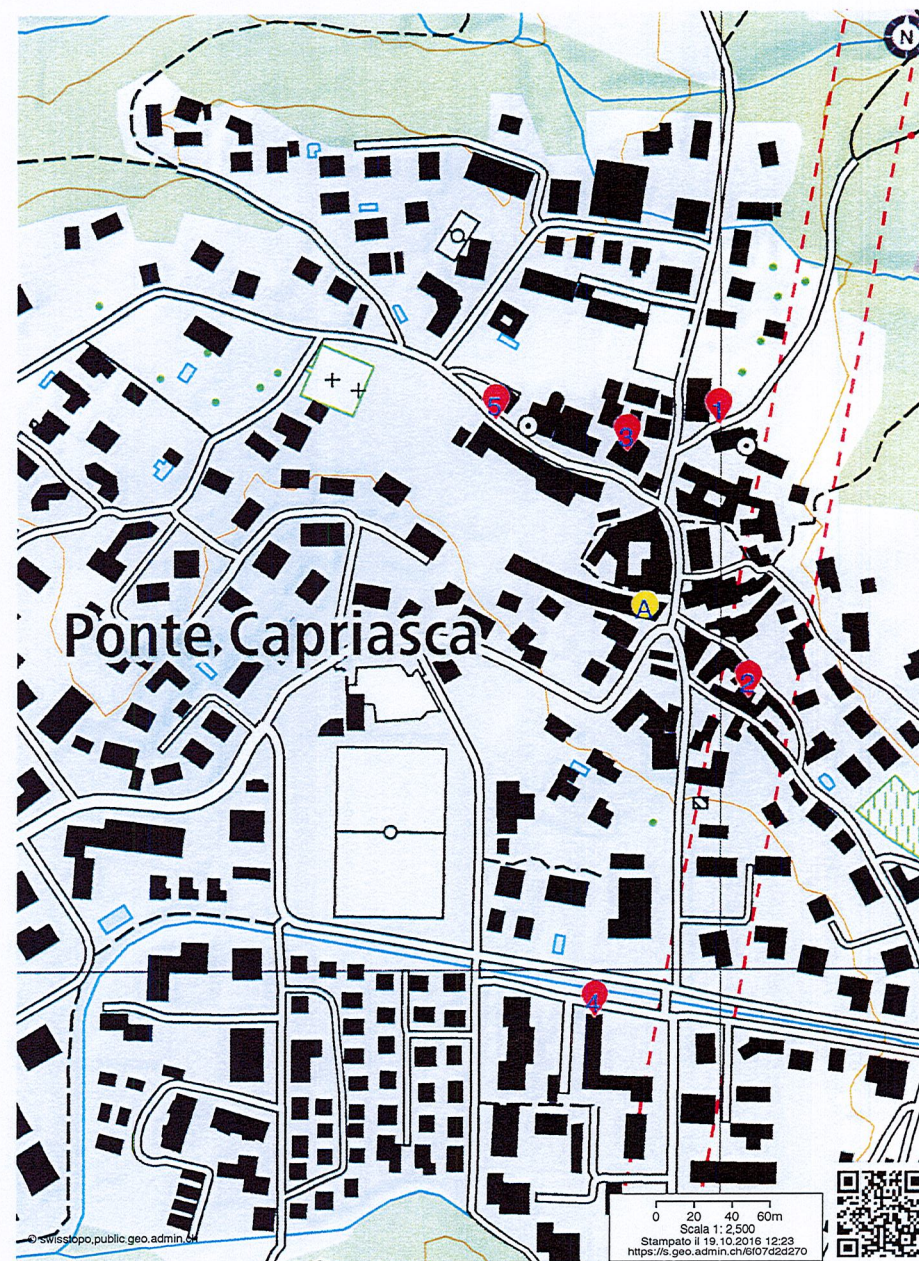 N
5
1
3
A
Ponte Capriasca
2
4
0 20 40 60m
Scala 1: 2,500
Stampato il 19.10.2016 12:23
https://s.geo.admin.ch/6f07d2d270
© swisstopo,public.geo.admin.ch